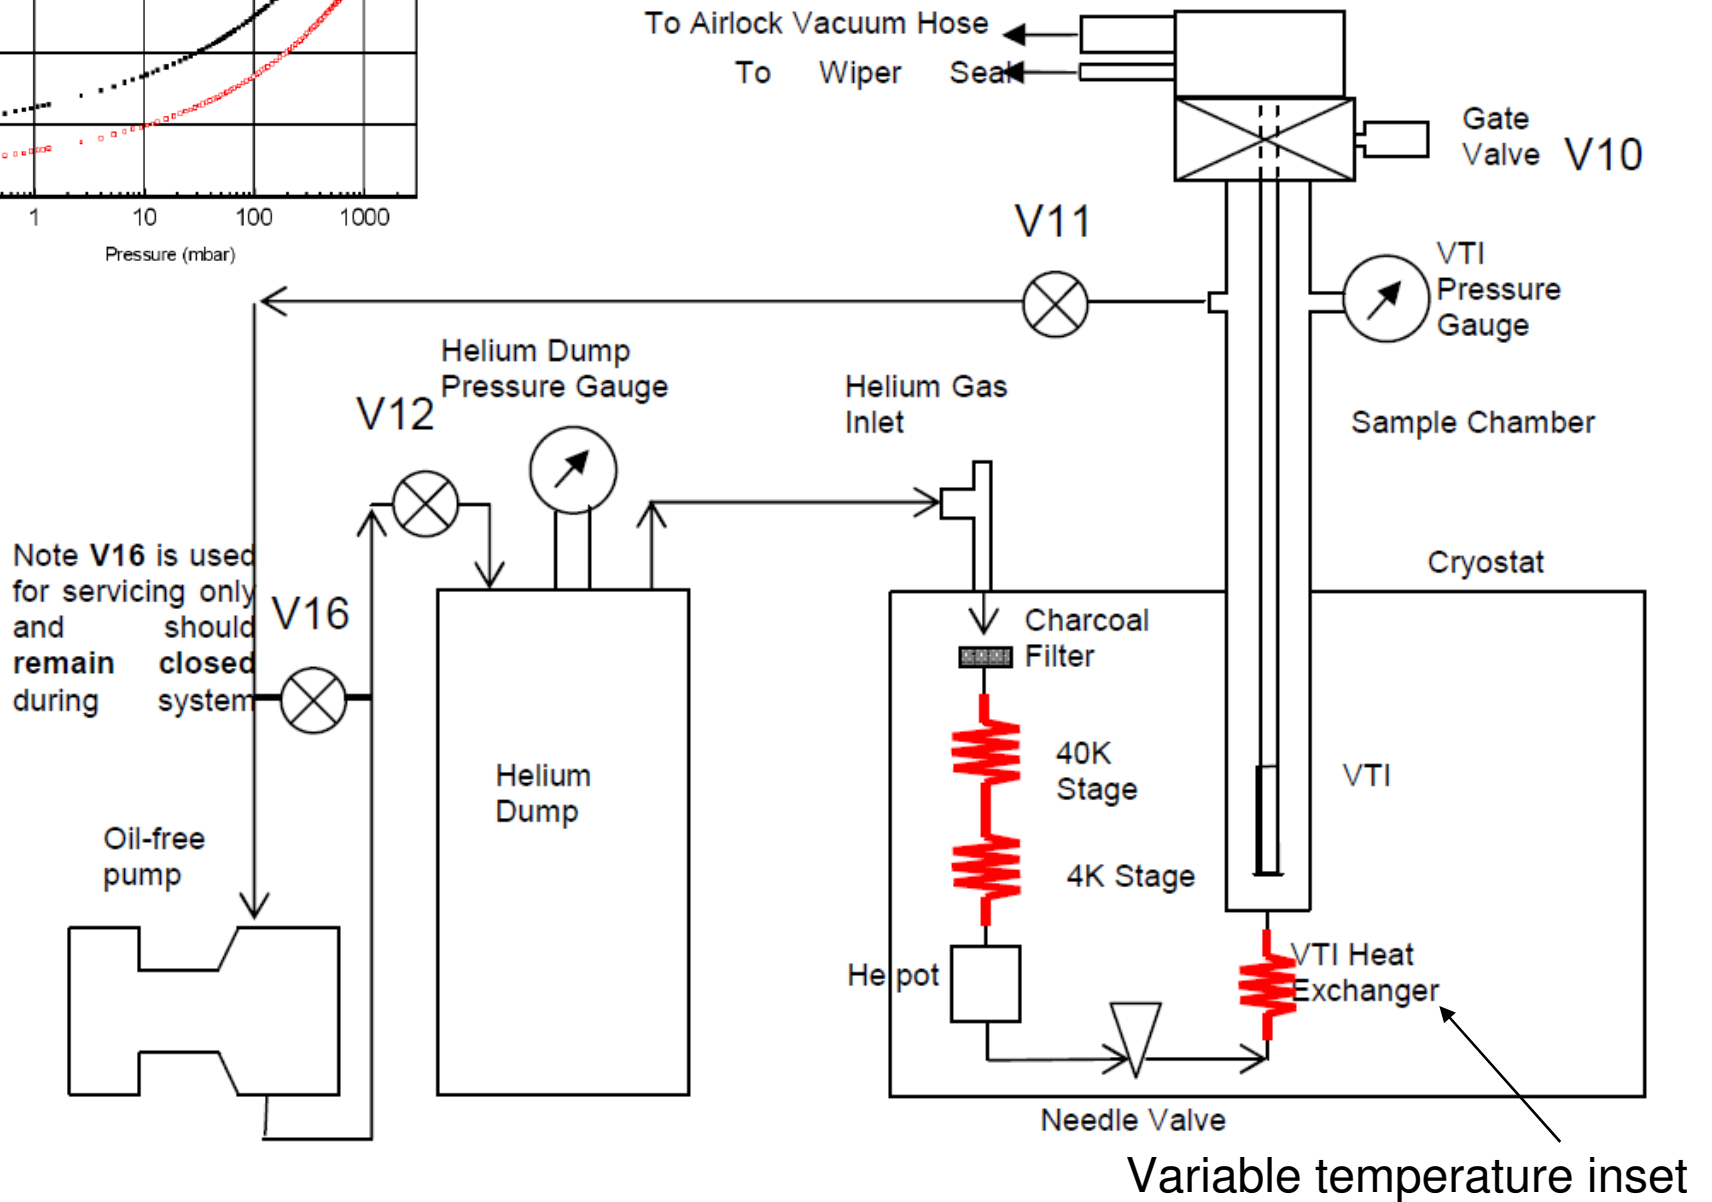 To Airlock Vacuum Hose
To Wiper Seal
Gate
Valve V10
1 10 100 1000
Pressure (mbar)
V11
VTI
Pressure
Gauge
Helium Dump
Pressure Gauge
V12
Helium Gas
Inlet
Sample Chamber
Note V16 is used
for servicing only
and should
remain closed
during system
V16
Cryostat
Charcoal
Filter
40K
Stage
4K Stage
VTI
Helium
Dump
Oil-free
pump
He pot
VTI Heat
Exchanger
Needle Valve
Variable temperature inset